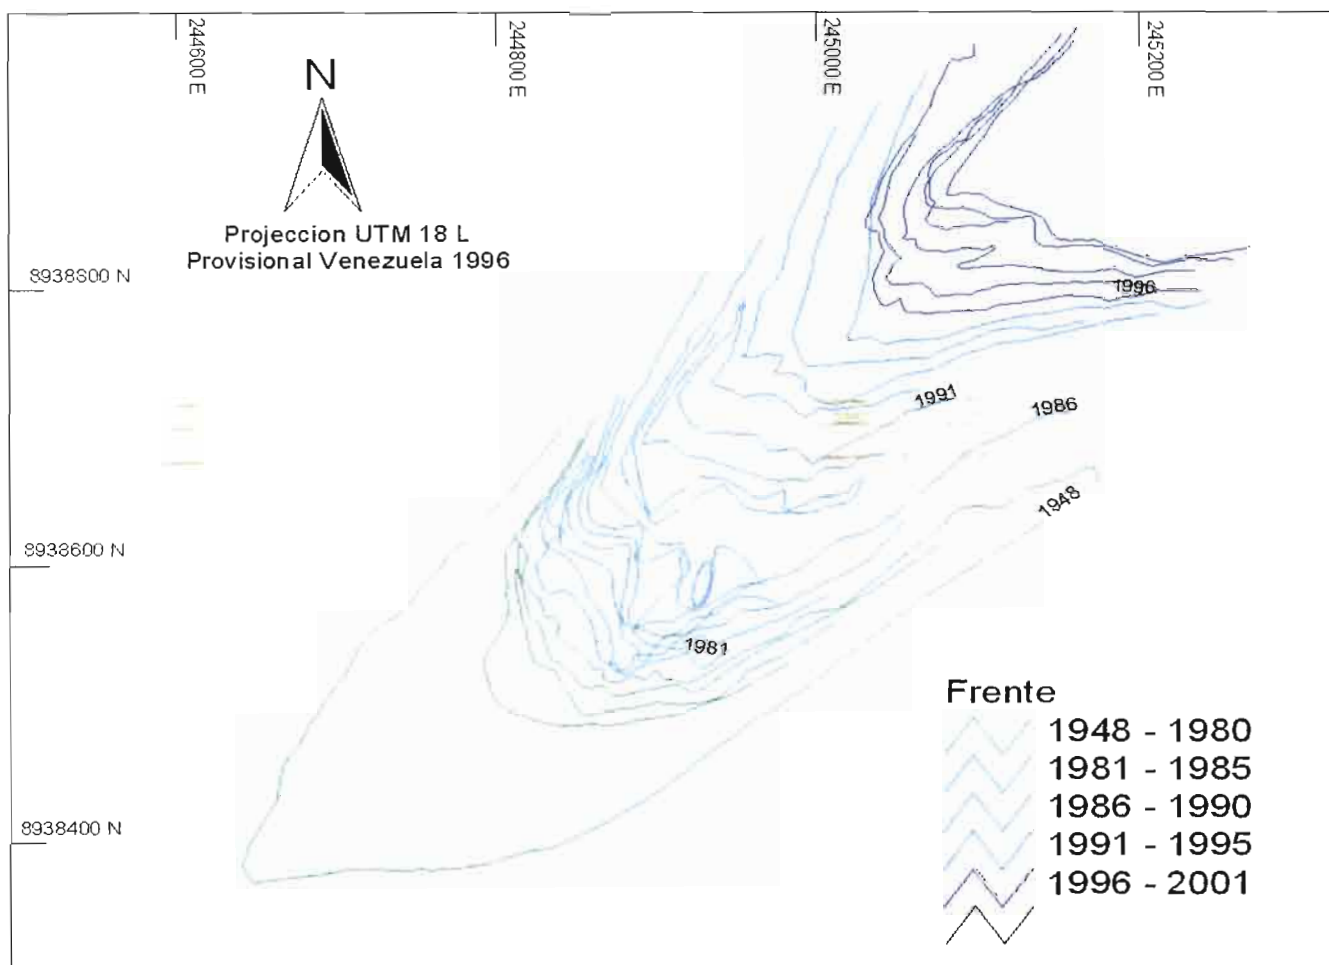 244600 E
244800 E
245000 E
245200 E
N
Projeccion UTM 18 L
Provisional Venezuela 1996
8938800 N
1996
1991
1986
1948
8938600 N
1981
Frente
1948 - 1980
1981 - 1985
1986 - 1990
1991 - 1995
1996 - 2001
8938400 N